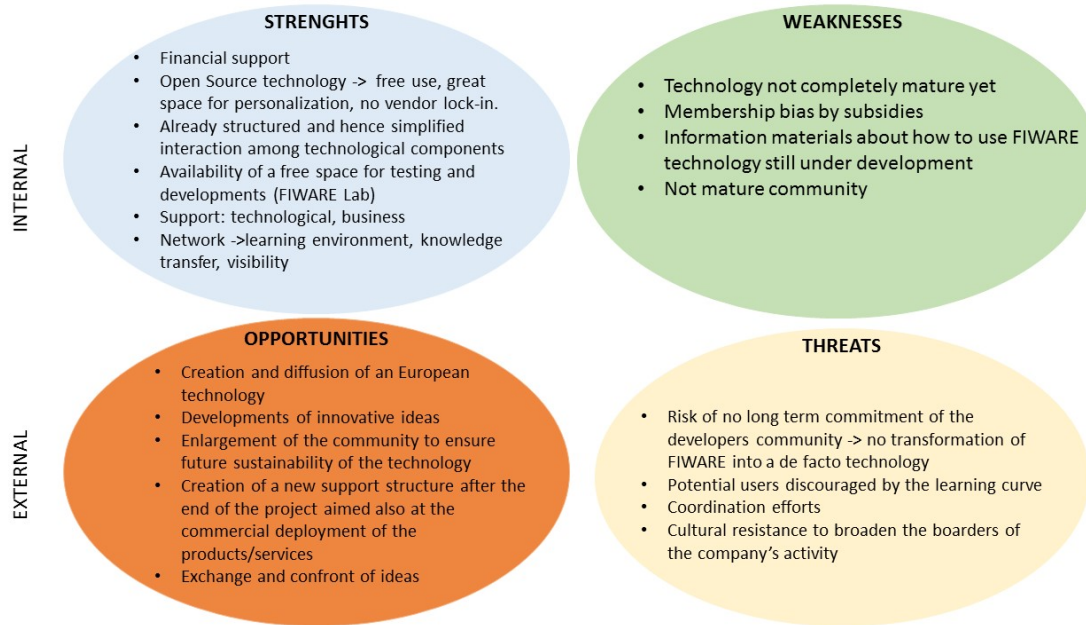 STRENGHTS
• Financial support
• Open Source technology -> free use, great
space for personalization, no vendor lock-in.
• Already structured and hence simplified
interaction among technological components
• Availability of a free space for testing and
developments (FIWARE Lab)
• Support: technological, business
• Network ->learning environment, knowledge
transfer, visibility
WEAKNESSES
• Technology not completely mature yet
• Membership bias by subsidies
• Information materials about how to use FIWARE
technology still under development
• Not mature community
INTERNAL
OPPORTUNITIES
• Creation and diffusion of an European
technology
• Developments of innovative ideas
• Enlargement of the community to ensure
future sustainability of the technology
• Creation of a new support structure after the
end of the project aimed also at the
commercial deployment of the
products/services
• Exchange and confront of ideas
THREATS
• Risk of no long term commitment of the
developers community -> no transformation of
FIWARE into a de facto technology
• Potential users discouraged by the learning curve
• Coordination efforts
• Cultural resistance to broaden the boarders of
the company's activity
EXTERNAL